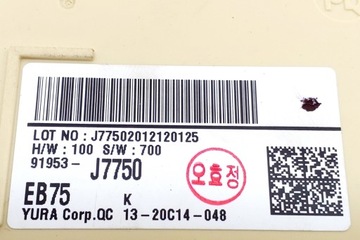 LOT NO : J77502012120125
H/W : 100 S/W : 700
91953- J7750
오효정
EB75 K
YURA Corp.QC 13-20C14-048